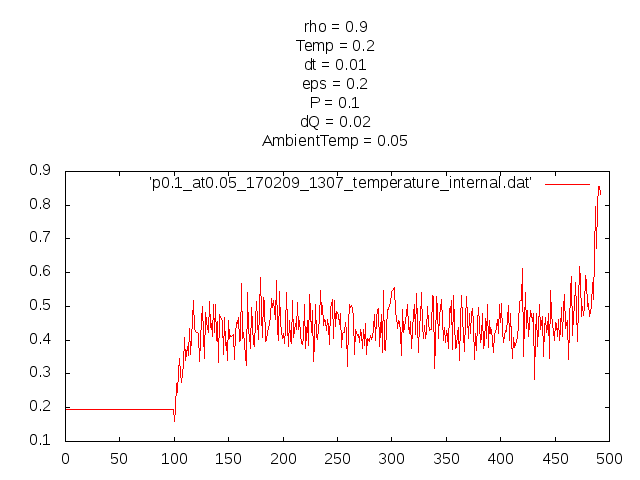 rho = 0.9
Temp = 0.2
dt = 0.01
eps = 0.2
P = 0.1
dQ = 0.02
AmbientTemp = 0.05
0.9
'p0.1_at0.05_170209_1307_temperature_internal.dat'
0.8
0.7
0.6
0.5
0.4
0.3
0.2
0.1
0 50 100 150 200 250 300 350 400 450 500